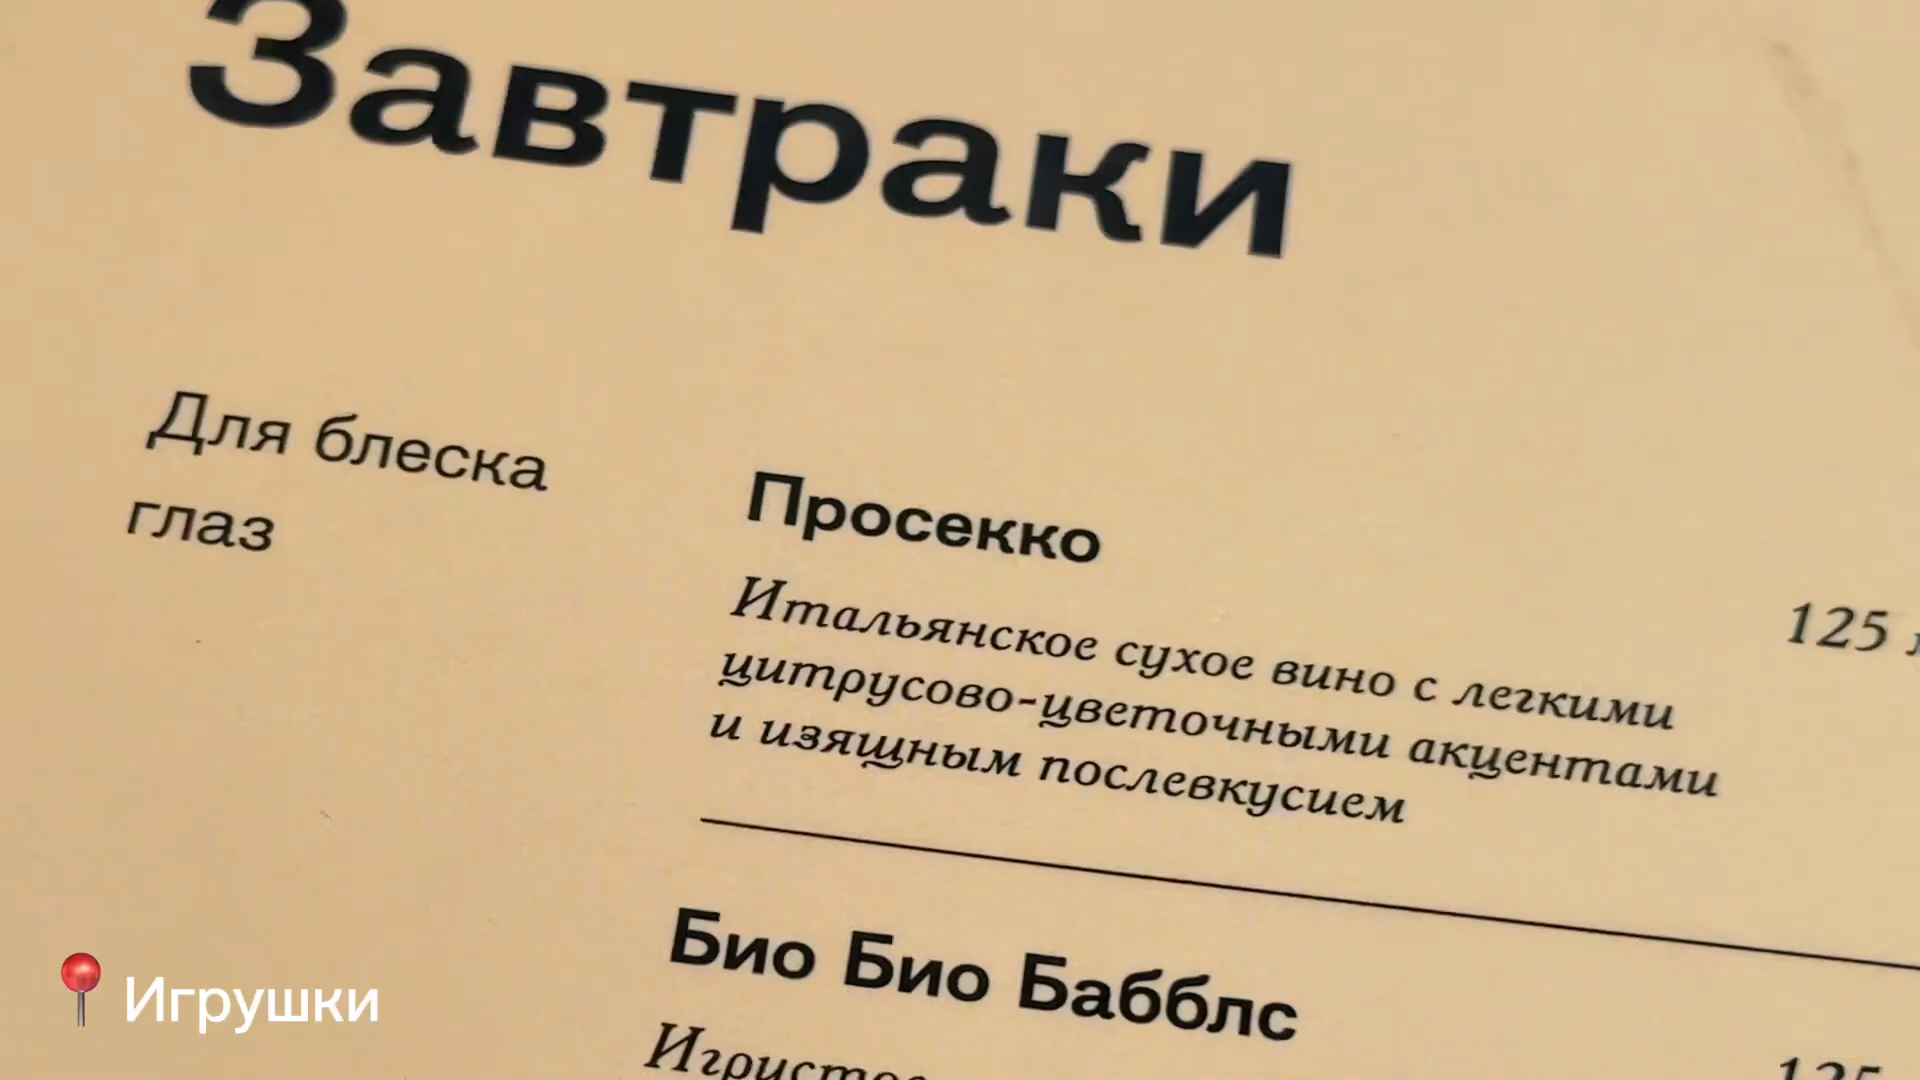 Завтраки
Для блеска
глаз
Просекко
125
Итальянское сухое вино с легкими
цитрусово-цветочными акцентами
и изящным послевкусием
Био Био Бабблс
125
📍 Игрушки